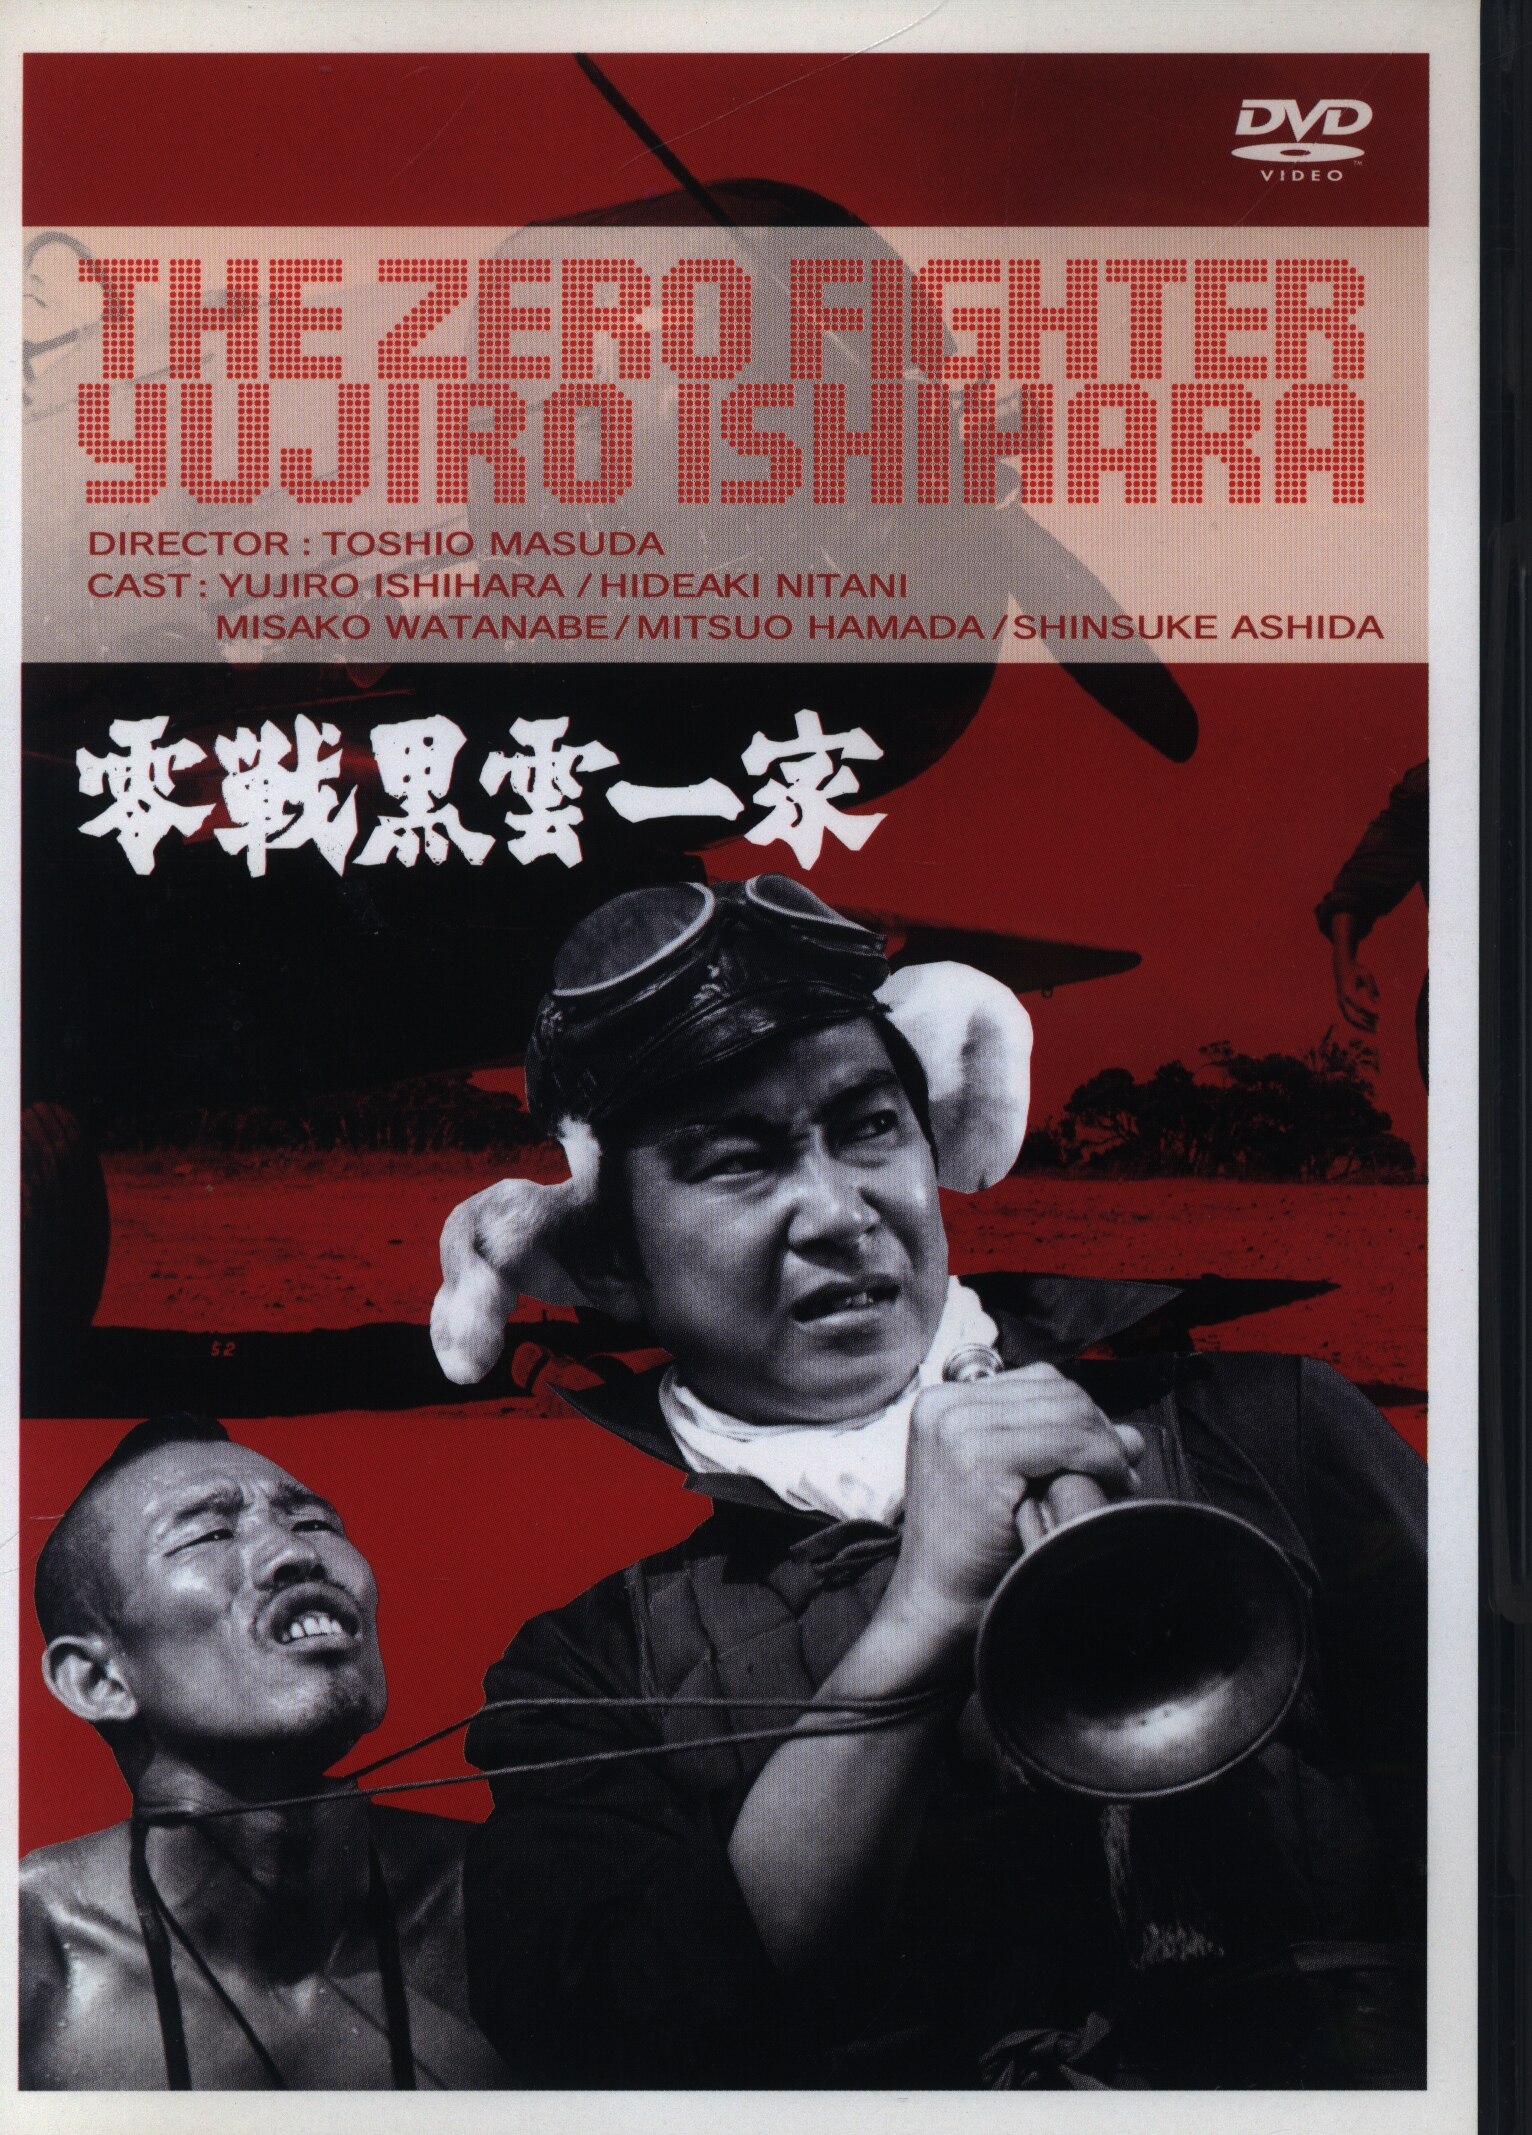 DVD
VIDEO
THE ZERO FIGHTER
YUJIRO ISHIHARA
DIRECTOR : TOSHIO MASUDA
CAST : YUJIRO ISHIHARA / HIDEAKI NITANI
MISAKO WATANABE / MITSUO HAMADA / SHINSUKE ASHIDA
零戦黒雲一家
52